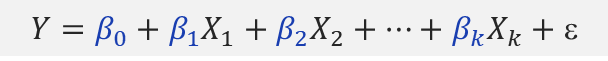 Y = β₀ + β₁X₁ + β₂X₂ + ⋯ + βₖXₖ + ε